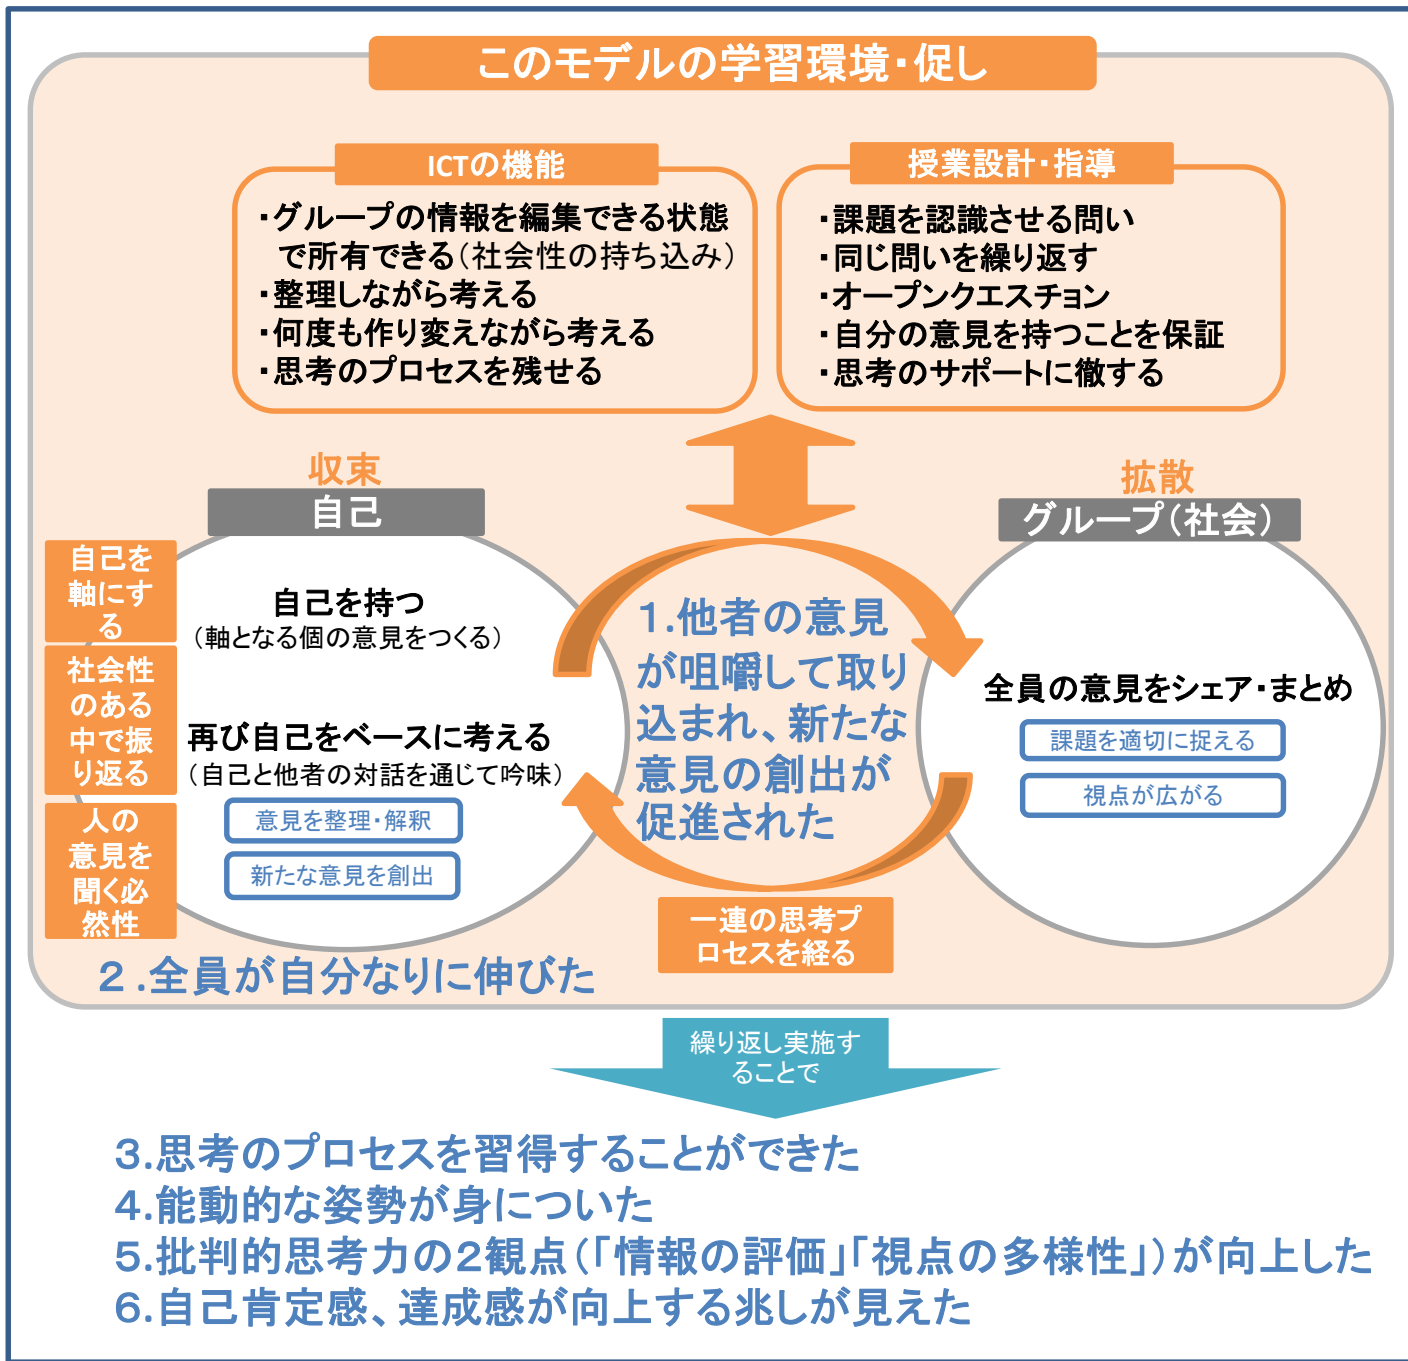 このモデルの学習環境・促し
ICTの機能
・グループの情報を編集できる状態
で所有できる(社会性の持ち込み)
・整理しながら考える
・何度も作り変えながら考える
・思考のプロセスを残せる
授業設計・指導
・課題を認識させる問い
・同じ問いを繰り返す
・オープンクエスチョン
・自分の意見を持つことを保証
・思考のサポートに徹する
収束
自己
自己を
軸にす
る
社会性
のある
中で振
り返る
人の
意見を
聞く必
然性
自己を持つ
(軸となる個の意見をつくる)
再び自己をベースに考える
(自己と他者の対話を通じて吟味)
意見を整理・解釈
新たな意見を創出
1.他者の意見
が咀嚼して取り
込まれ、新たな
意見の創出が
促進された
一連の思考プ
ロセスを経る
拡散
グループ(社会)
全員の意見をシェア・まとめ
課題を適切に捉える
視点が広がる
2.全員が自分なりに伸びた
繰り返し実施す
ることで
3.思考のプロセスを習得することができた
4.能動的な姿勢が身についた
5.批判的思考力の2観点(「情報の評価」「視点の多様性」)が向上した
6.自己肯定感、達成感が向上する兆しが見えた